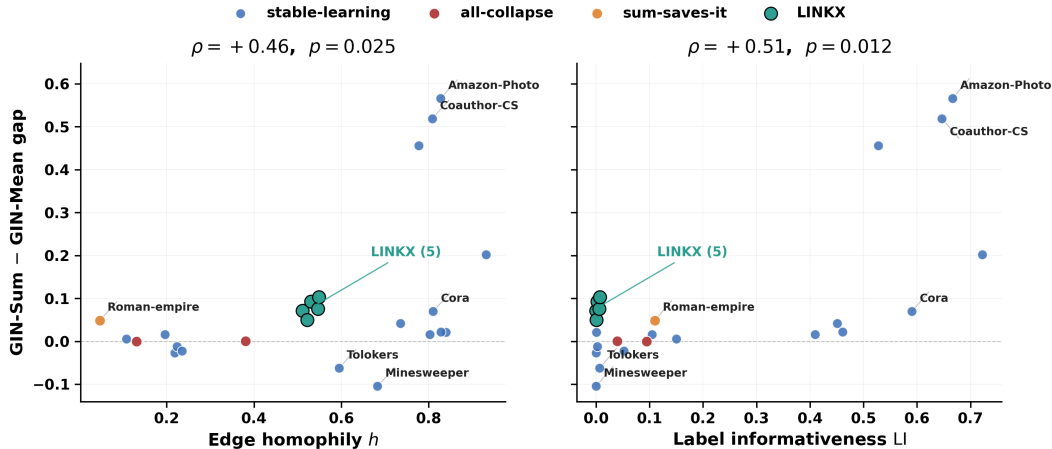 stable-learning all-collapse sum-saves-it LINKX
ρ = +0.46, p = 0.025
ρ = +0.51, p = 0.012
GIN-Sum − GIN-Mean gap
0.6
0.5
0.4
0.3
0.2
0.1
0.0
−0.1
Amazon-Photo
Coauthor-CS
LINKX (5)
Roman-empire
Cora
Tolokers
Minesweeper
0.2 0.4 0.6 0.8
Edge homophily h
Amazon-Photo
Coauthor-CS
LINKX (5)
Roman-empire
Cora
Tolokers
Minesweeper
0.0 0.1 0.2 0.3 0.4 0.5 0.6 0.7
Label informativeness LI